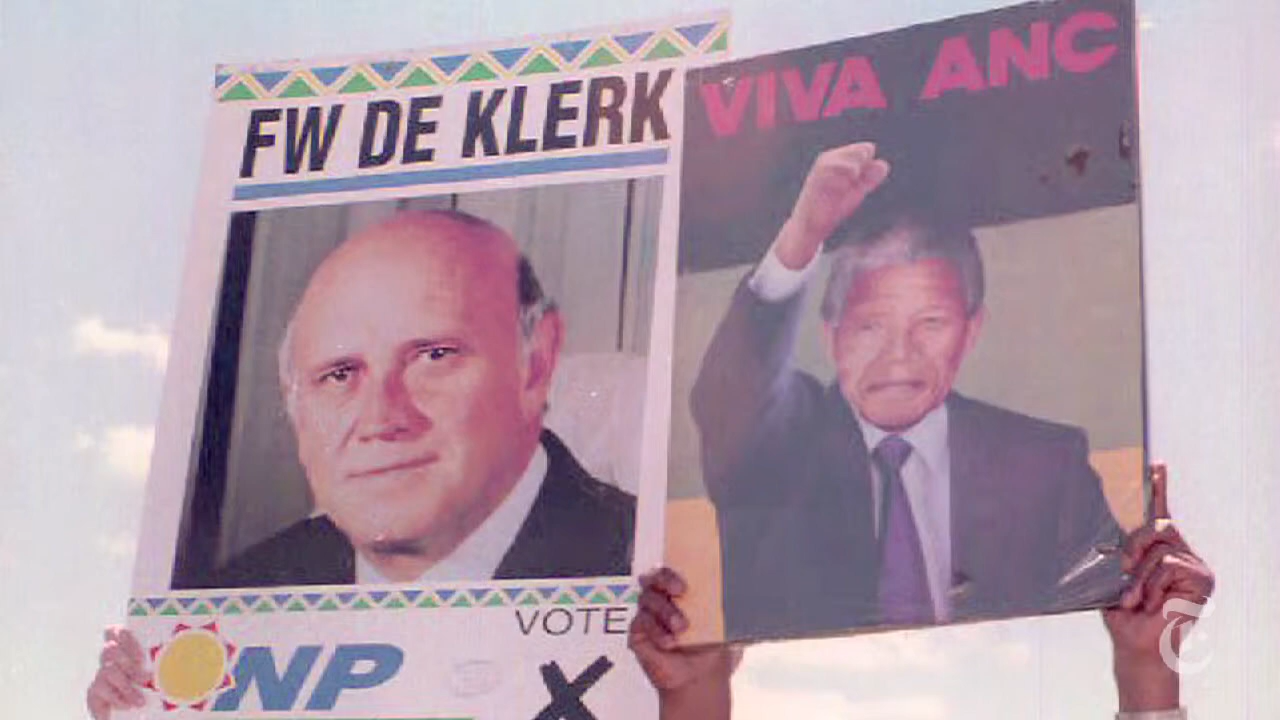 FW DE KLERK
VOTE
NP
X
VIVA ANC
T